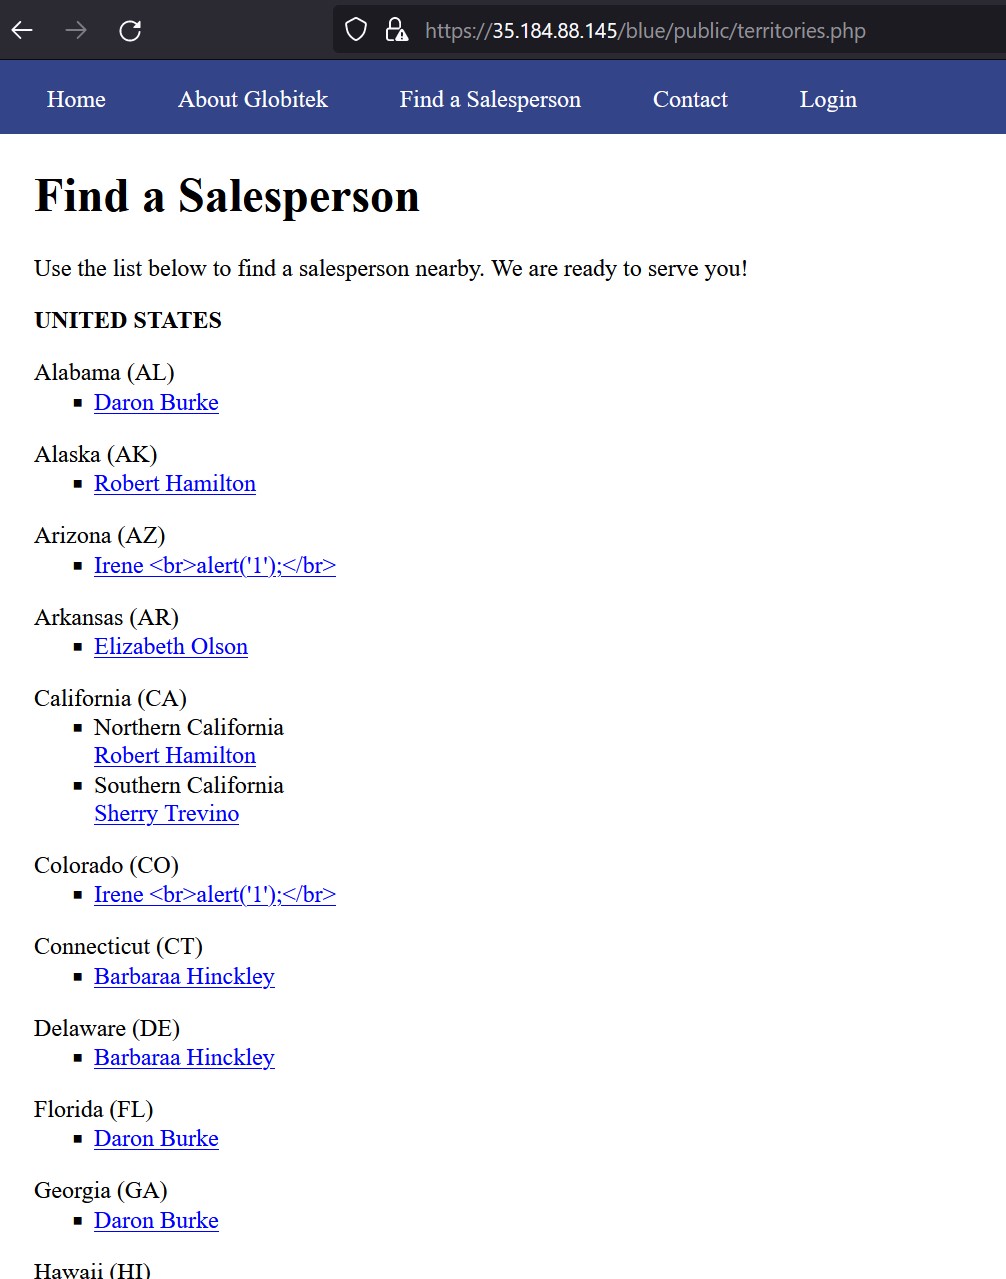 https://35.184.88.145/blue/public/territories.php
Home About Globitek Find a Salesperson Contact Login
Find a Salesperson
Use the list below to find a salesperson nearby. We are ready to serve you!
UNITED STATES
Alabama (AL)
Daron Burke
Alaska (AK)
Robert Hamilton
Arizona (AZ)
Irene <br>alert('1');</br>
Arkansas (AR)
Elizabeth Olson
California (CA)
Northern California
Robert Hamilton
Southern California
Sherry Trevino
Colorado (CO)
Irene <br>alert('1');</br>
Connecticut (CT)
Barbaraa Hinckley
Delaware (DE)
Barbaraa Hinckley
Florida (FL)
Daron Burke
Georgia (GA)
Daron Burke
Hawaii (HI)